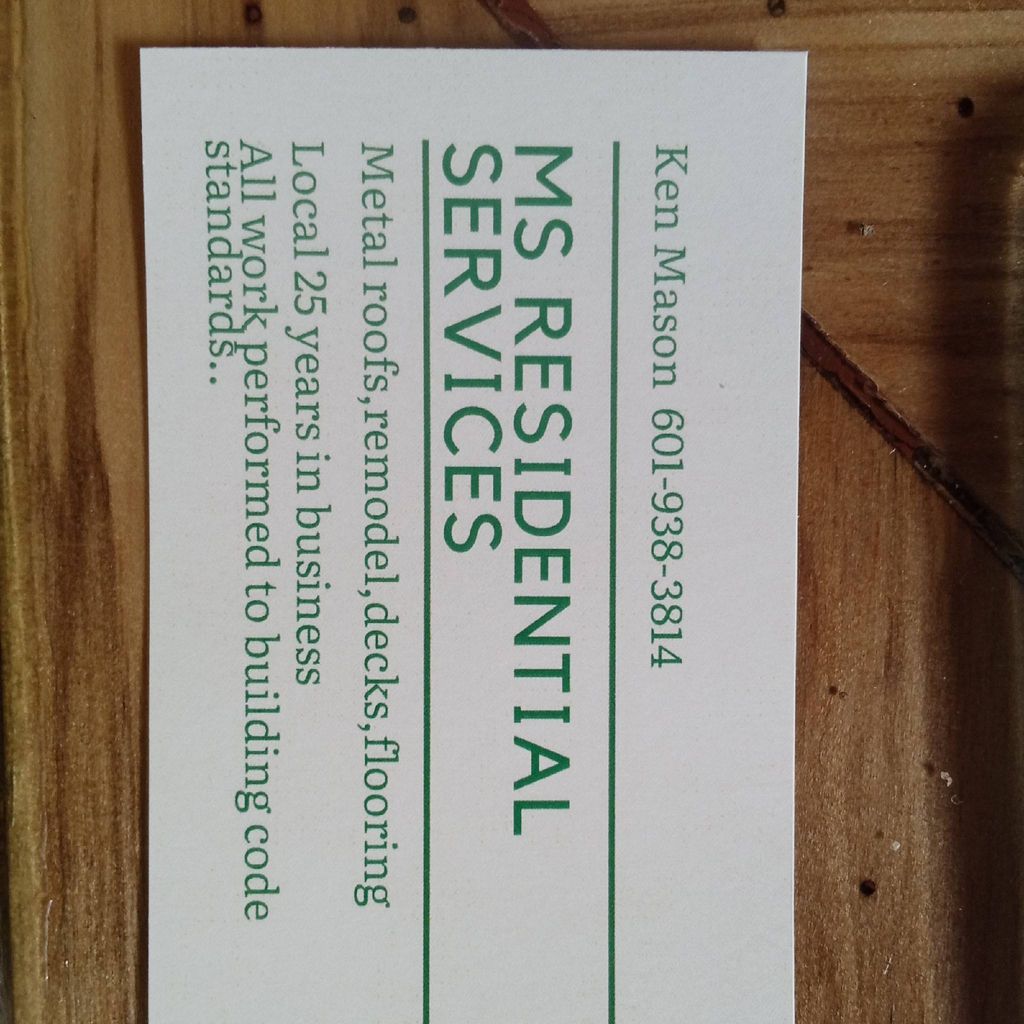 Ken Mason 601-938-3814
MS RESIDENTIAL
SERVICES
Metal roofs,remodel,decks,flooring
Local 25 years in business
All work performed to building code
standards..